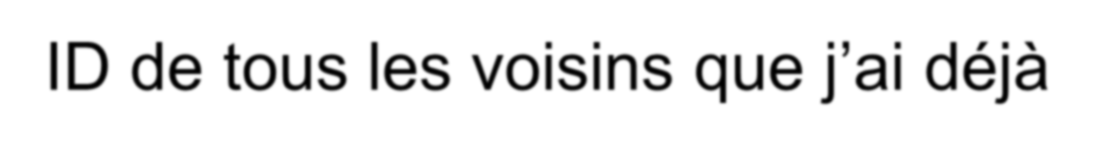 ID de tous les voisins que j’ai déjà